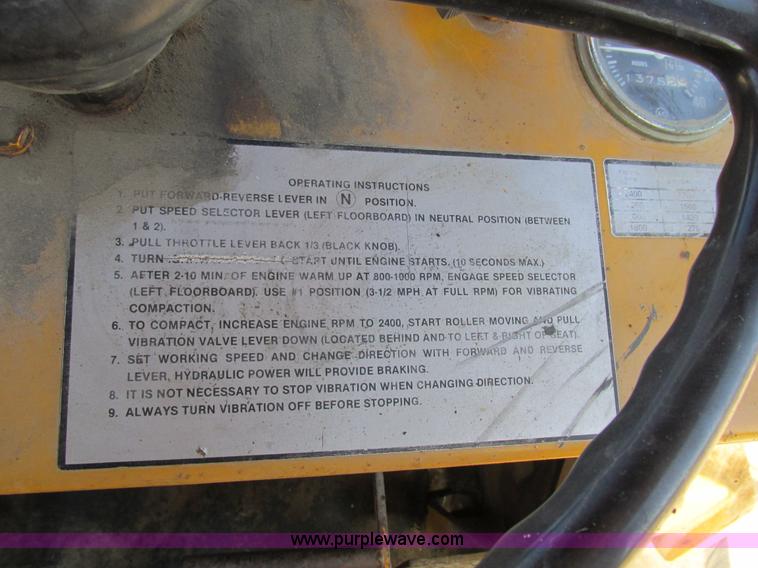 HOURS
OPERATING INSTRUCTIONS
1. PUT FORWARD-REVERSE LEVER IN N POSITION.
2. PUT SPEED SELECTOR LEVER (LEFT FLOORBOARD) IN NEUTRAL POSITION (BETWEEN
1 & 2).
3. PULL THROTTLE LEVER BACK 1/3 (BLACK KNOB).
4. TURN START UNTIL ENGINE STARTS. (10 SECONDS MAX.)
5. AFTER 2-10 MIN. OF ENGINE WARM UP AT 800-1000 RPM, ENGAGE SPEED SELECTOR
(LEFT FLOORBOARD). USE #1 POSITION (3-1/2 MPH AT FULL RPM) FOR VIBRATING
COMPACTION.
6. TO COMPACT, INCREASE ENGINE RPM TO 2400, START ROLLER MOVING AND PULL
VIBRATION VALVE LEVER DOWN (LOCATED BEHIND AND TO LEFT & RIGHT OF SEAT).
7. SET WORKING SPEED AND CHANGE DIRECTION WITH FORWARD AND REVERSE
LEVER, HYDRAULIC POWER WILL PROVIDE BRAKING.
8. IT IS NOT NECESSARY TO STOP VIBRATION WHEN CHANGING DIRECTION.
9. ALWAYS TURN VIBRATION OFF BEFORE STOPPING.
2400
1800
www.purplewave.com